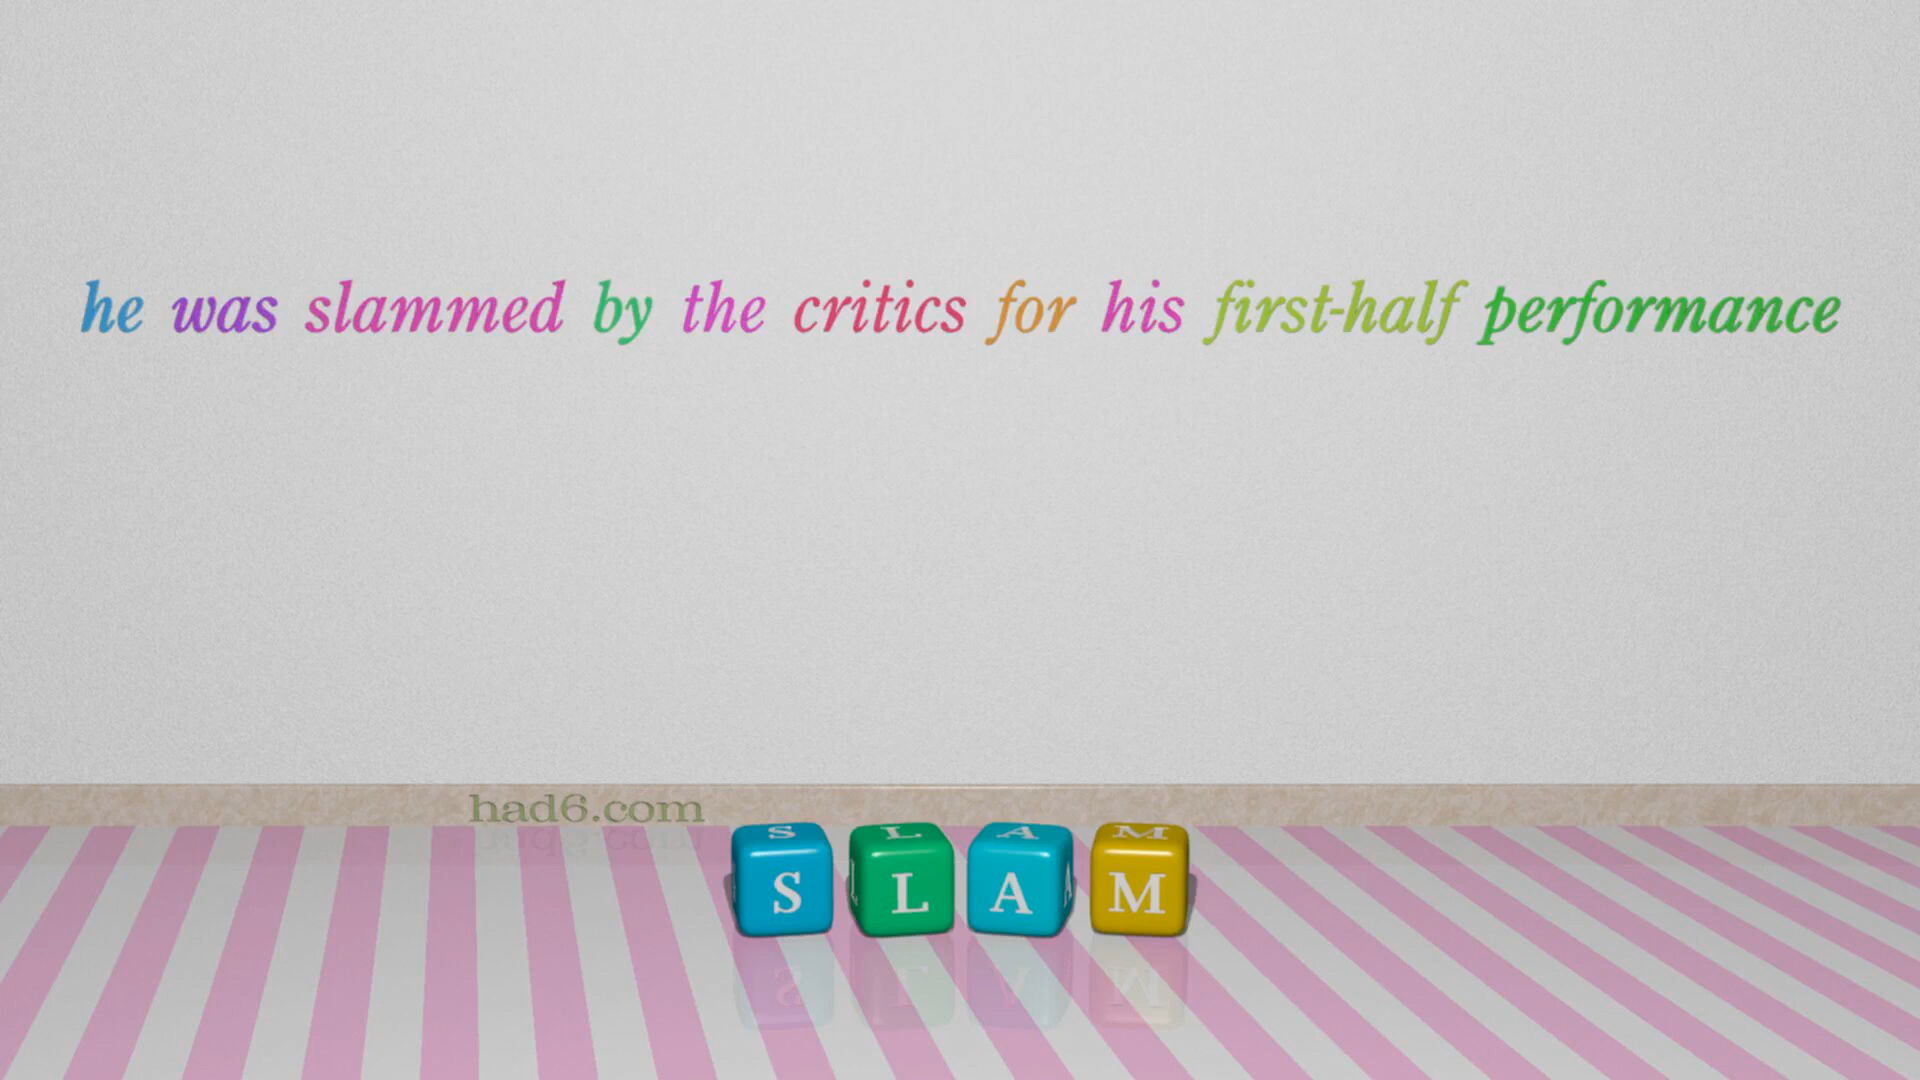 he was slammed by the critics for his first-half performance
had6.com
S L A M